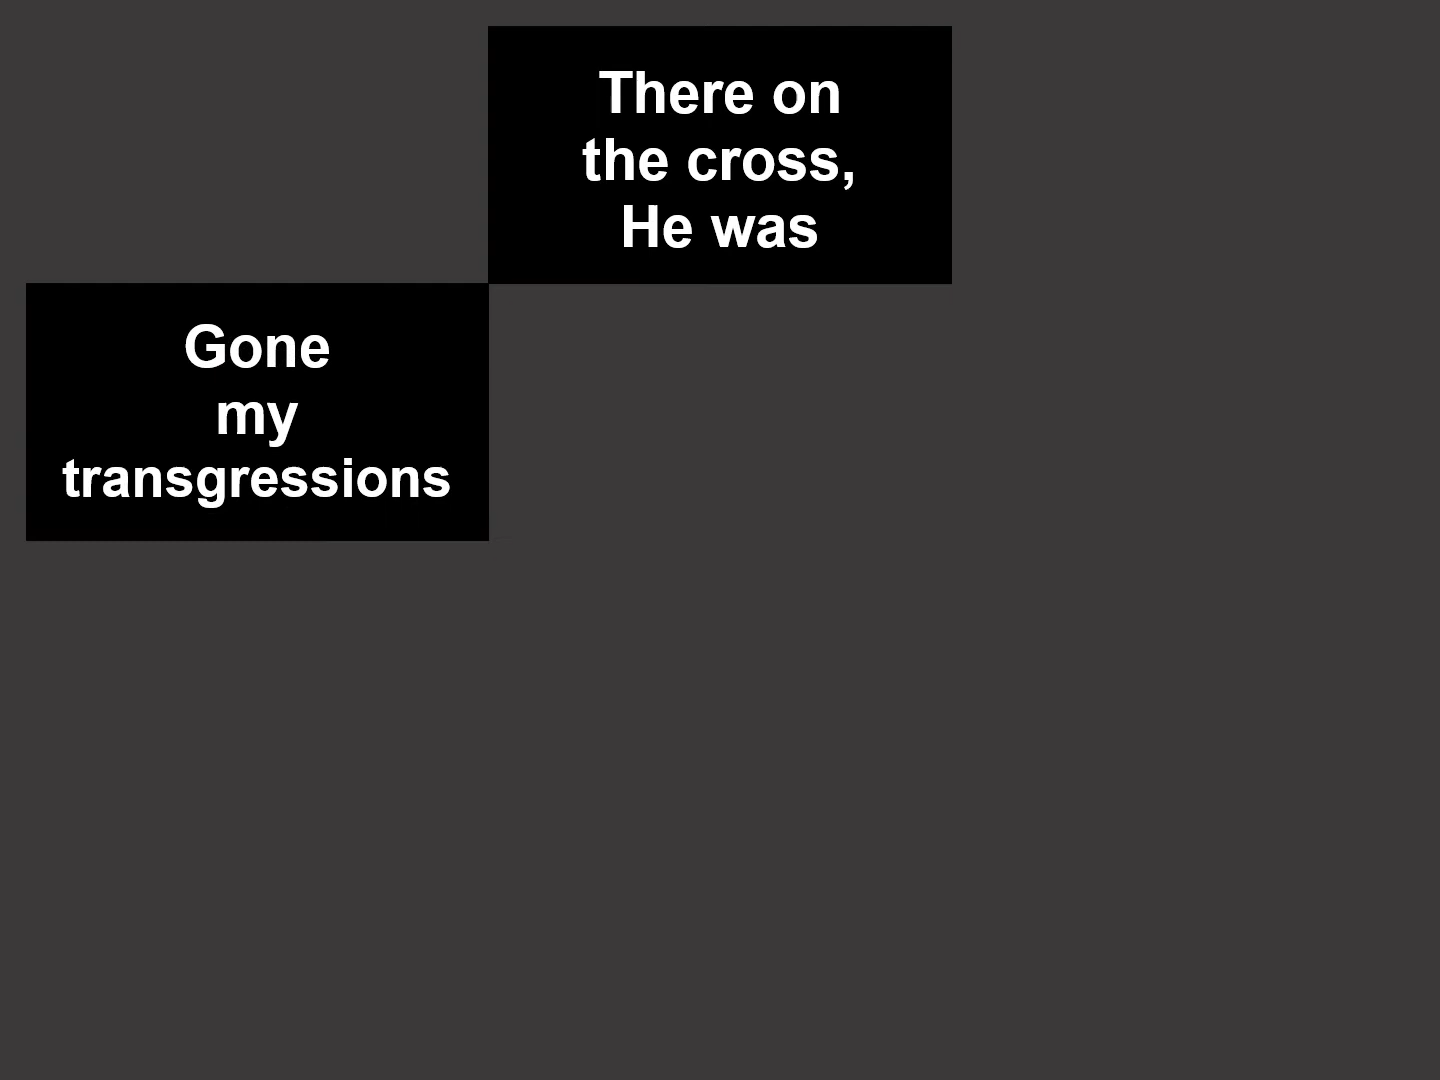 There on
the cross,
He was
Gone
my
transgressions